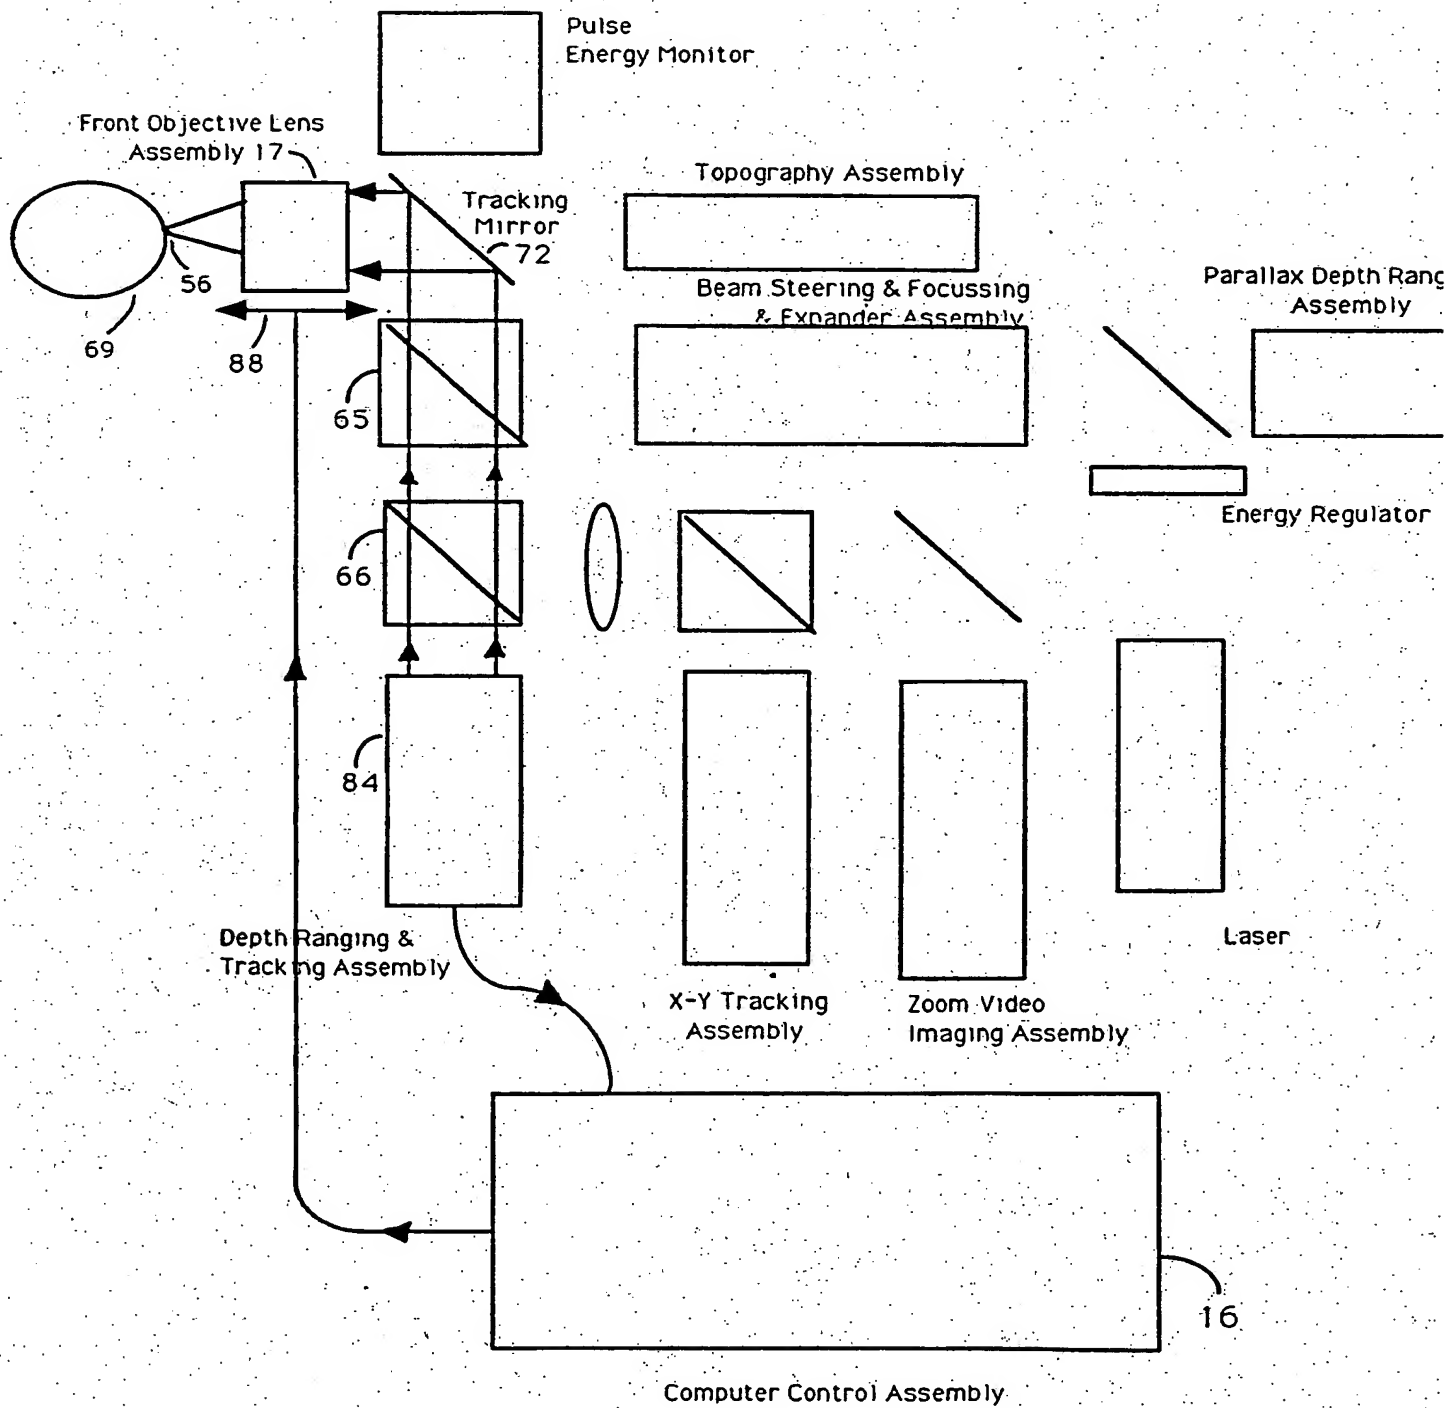 Pulse
Energy Monitor
Front Objective Lens
Assembly 17
Tracking
Mirror
72
Topography Assembly
56
69
88
65
Beam Steering & Focussing
& Expander Assembly
Parallax Depth Rang
Assembly
Energy Regulator
66
84
Depth Ranging &
Tracking Assembly
X-Y Tracking
Assembly
Zoom Video
Imaging Assembly
Laser
16
Computer Control Assembly